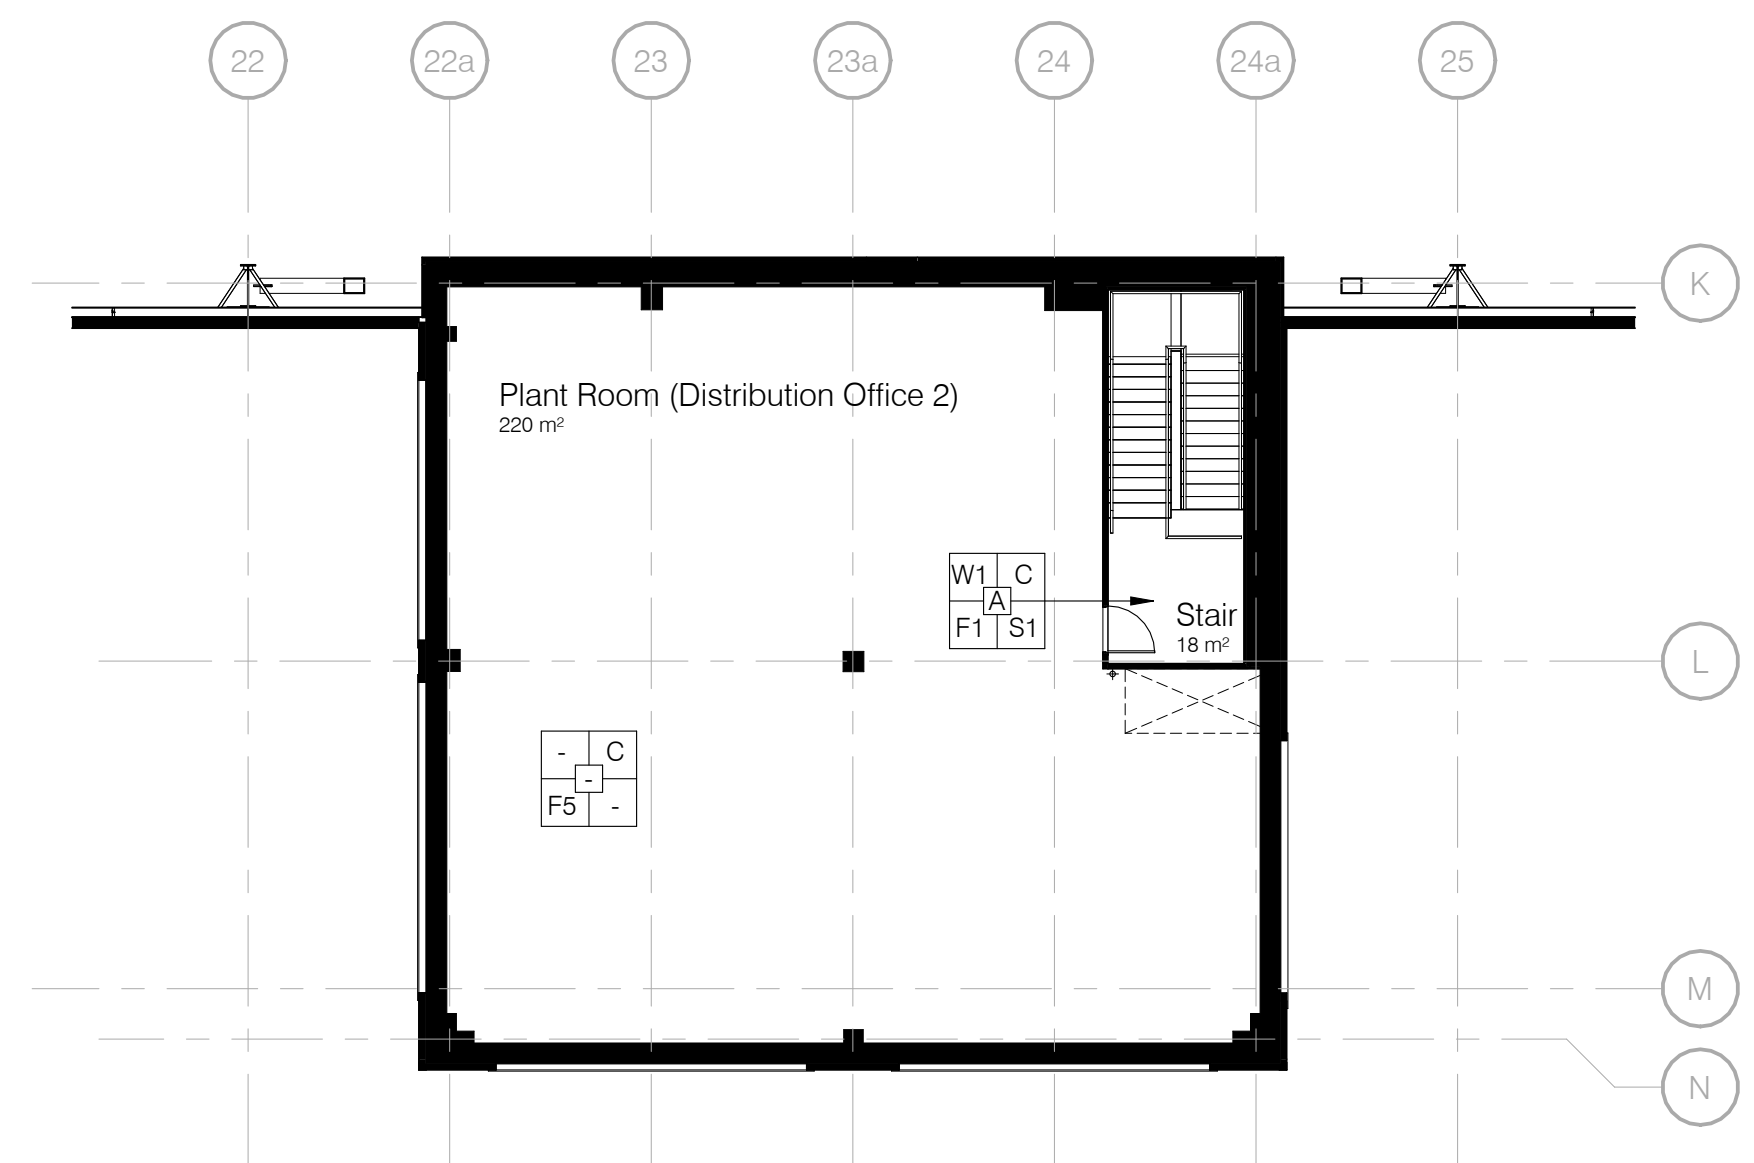 22 22a 23 23a 24 24a 25
K
Plant Room (Distribution Office 2)
220 m²
W1 C
A
F1 S1
Stair
18 m²
L
- C
-
F5 -
M
N